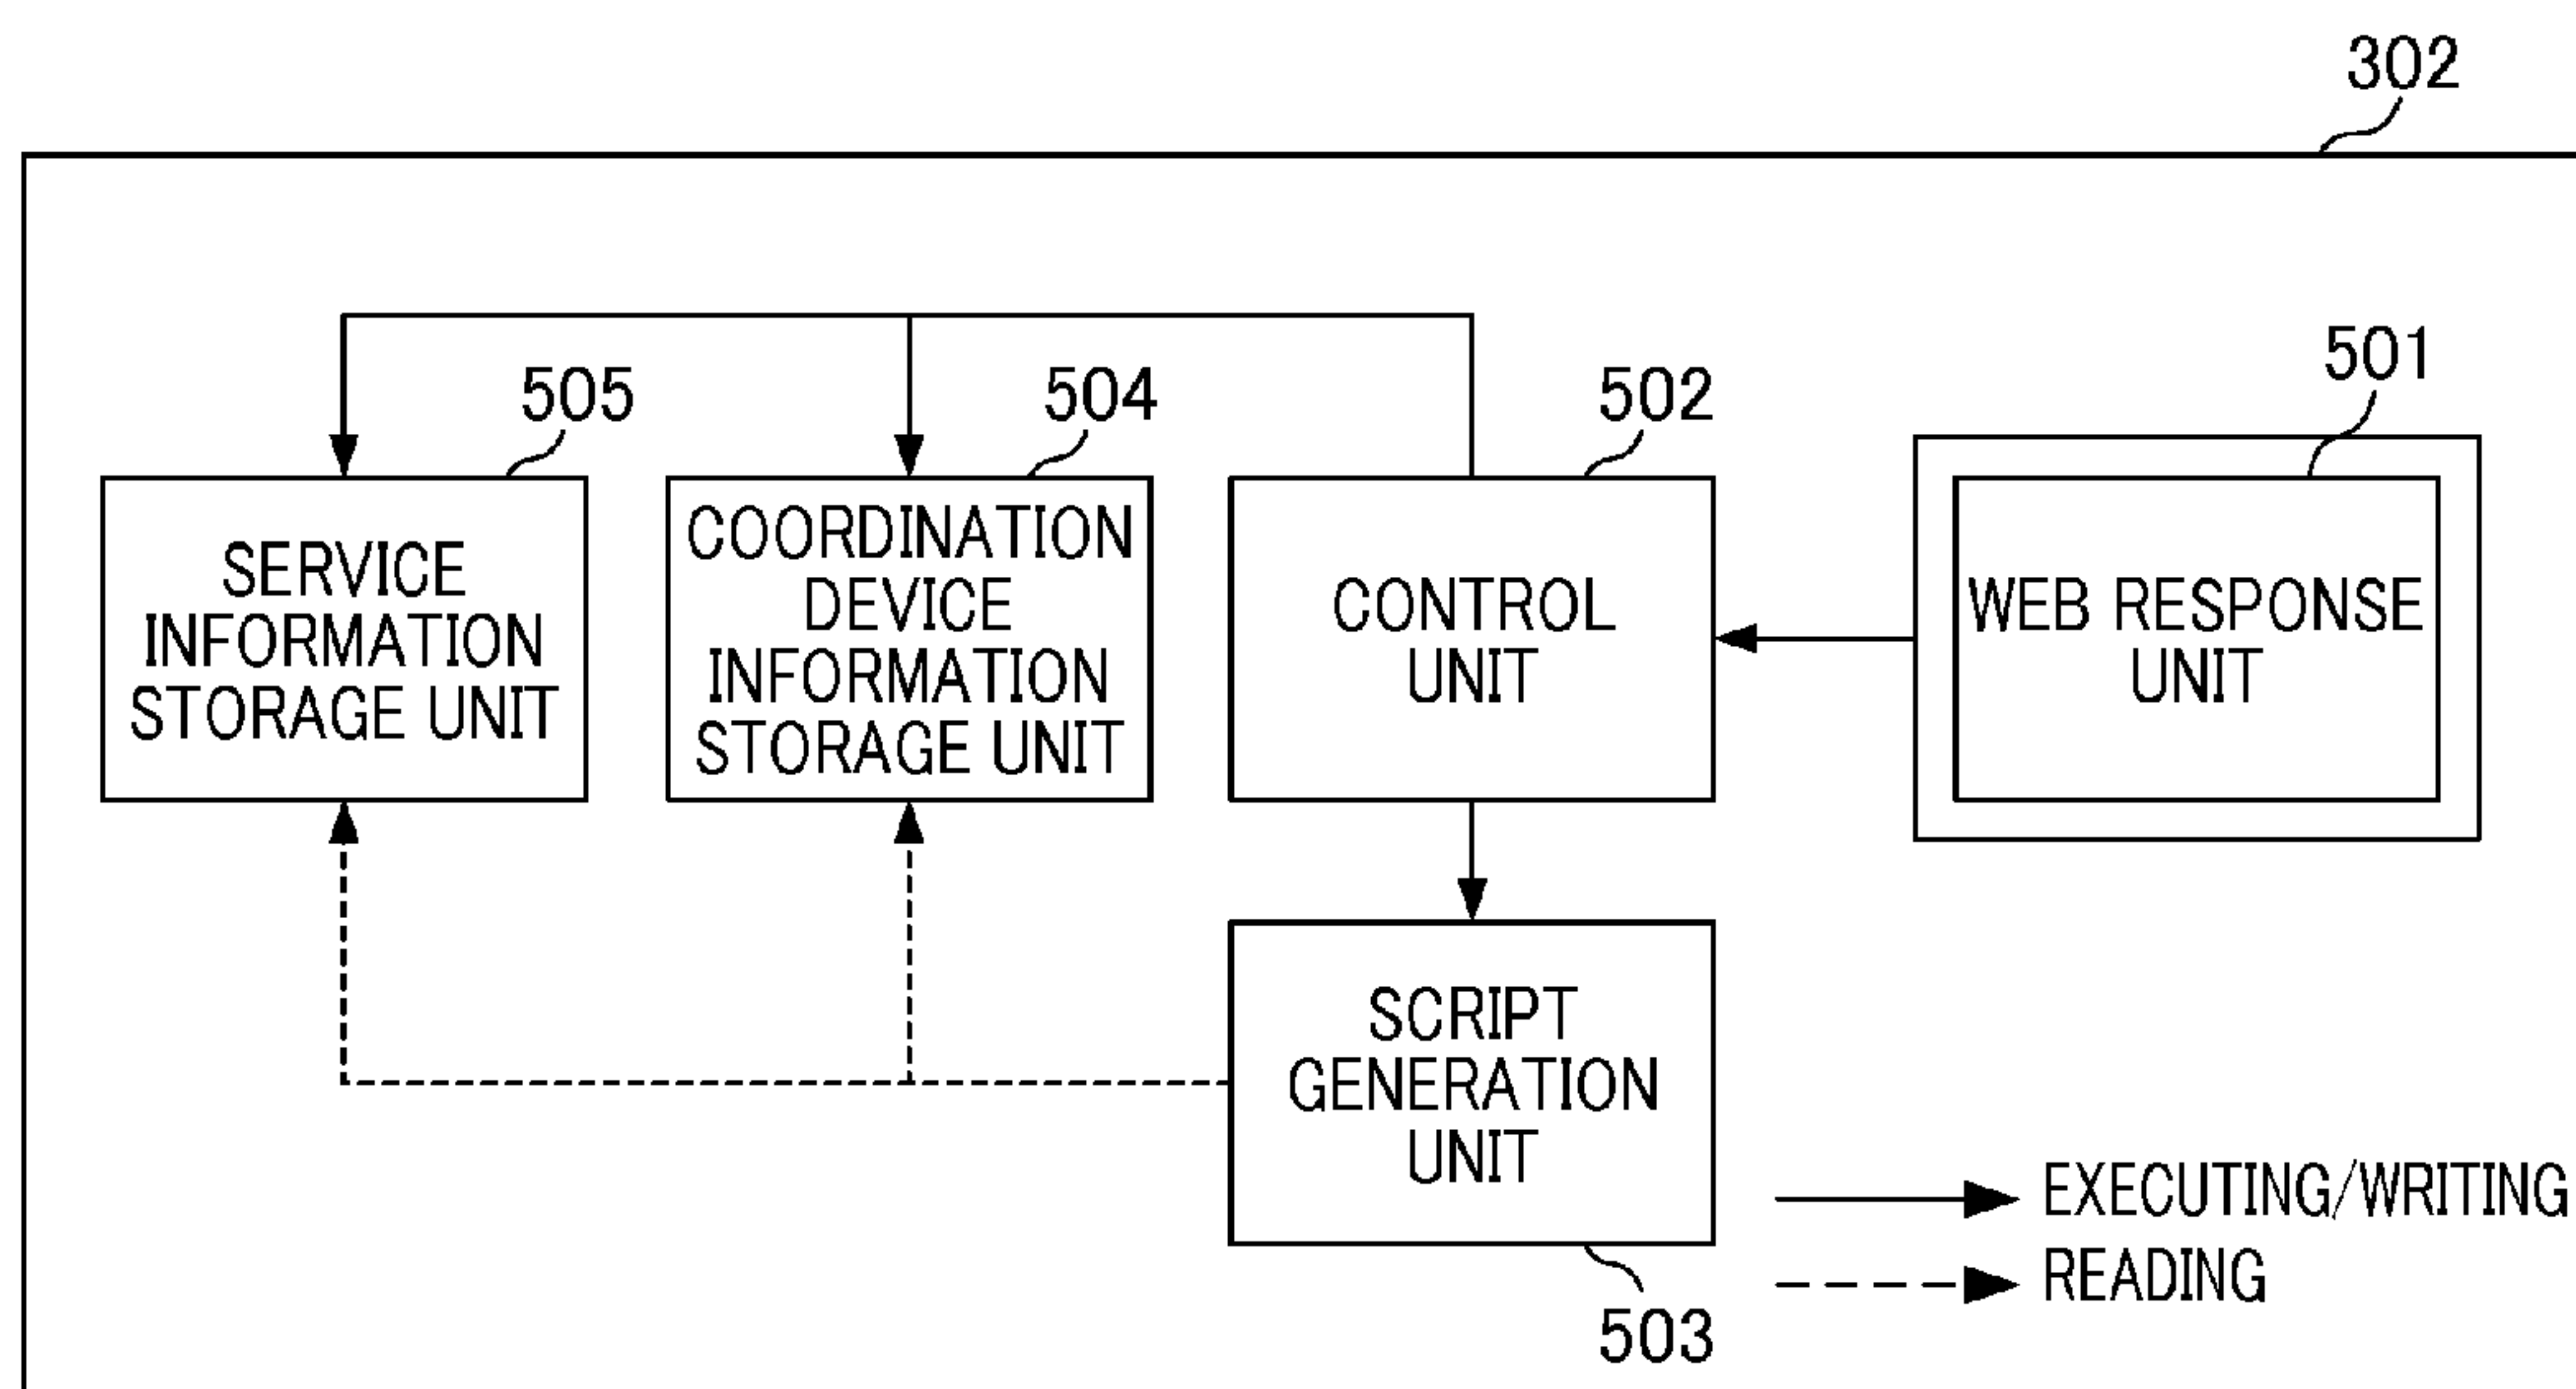 302
505
504
502
501
SERVICE
INFORMATION
STORAGE UNIT
COORDINATION
DEVICE
INFORMATION
STORAGE UNIT
CONTROL
UNIT
WEB RESPONSE
UNIT
SCRIPT
GENERATION
UNIT
503
EXECUTING/WRITING
READING